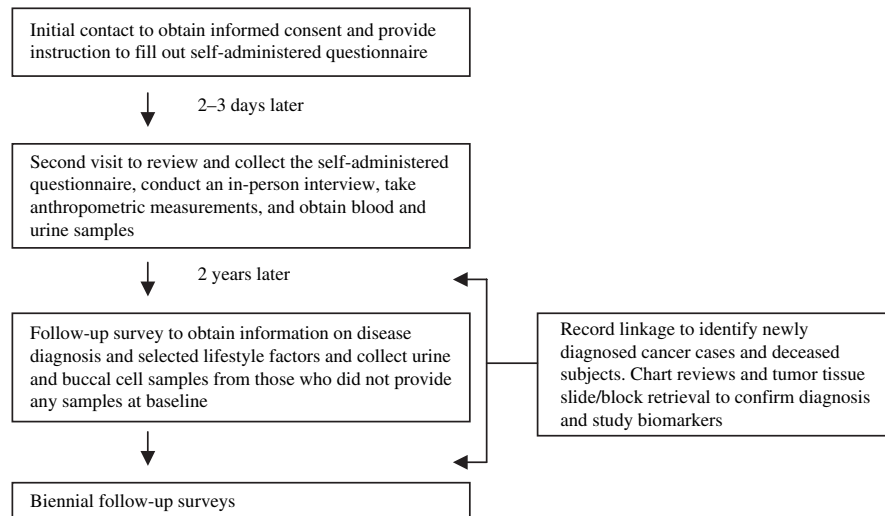 Initial contact to obtain informed consent and provide
instruction to fill out self-administered questionnaire
2–3 days later
Second visit to review and collect the self-administered
questionnaire, conduct an in-person interview, take
anthropometric measurements, and obtain blood and
urine samples
2 years later
Follow-up survey to obtain information on disease
diagnosis and selected lifestyle factors and collect urine
and buccal cell samples from those who did not provide
any samples at baseline
Record linkage to identify newly
diagnosed cancer cases and deceased
subjects. Chart reviews and tumor tissue
slide/block retrieval to confirm diagnosis
and study biomarkers
Biennial follow-up surveys